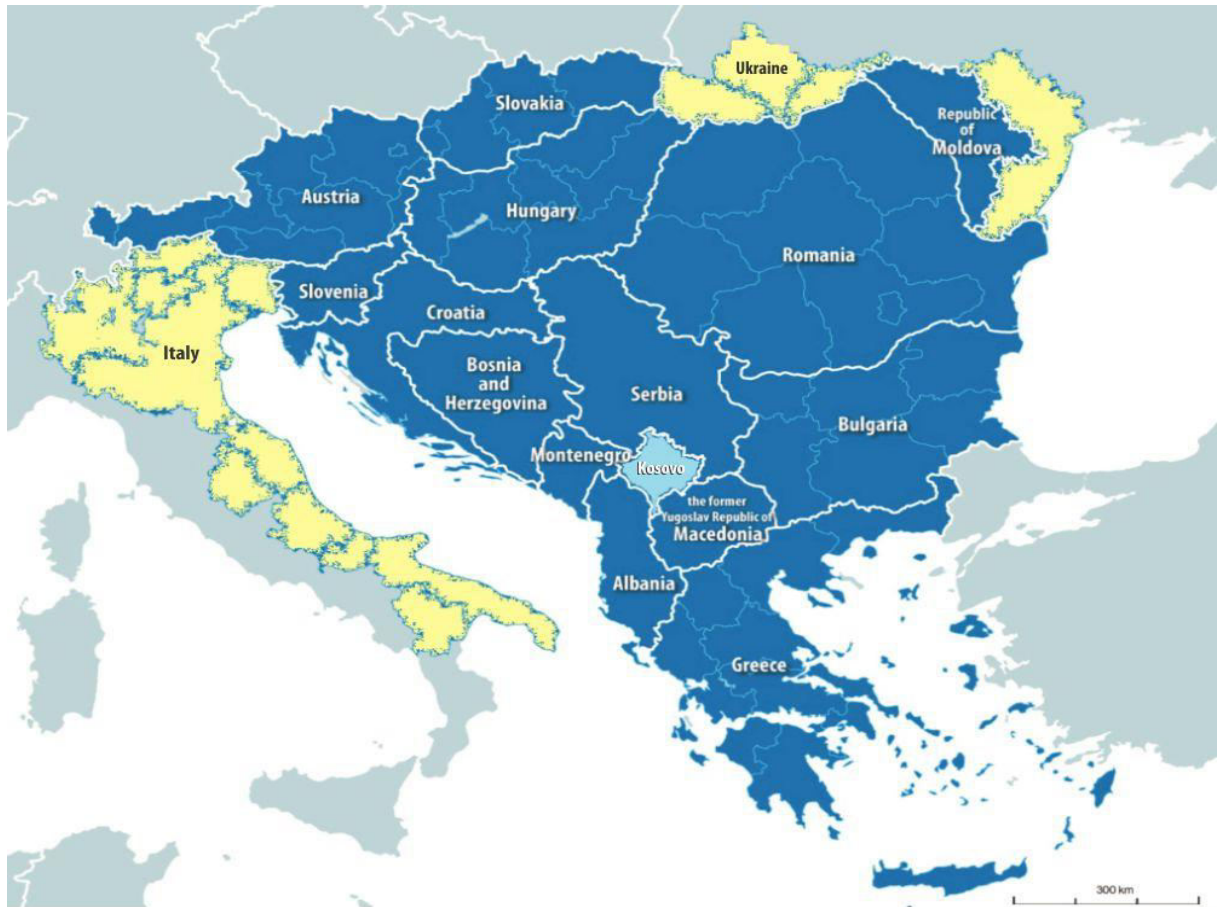 Ukraine
Slovakia
Republic
of
Moldova
Austria
Hungary
Romania
Slovenia
Croatia
Italy
Bosnia
and
Herzegovina
Serbia
Bulgaria
Montenegro
Kosovo
the former
Yugoslav Republic of
Macedonia
Albania
Greece
300 km